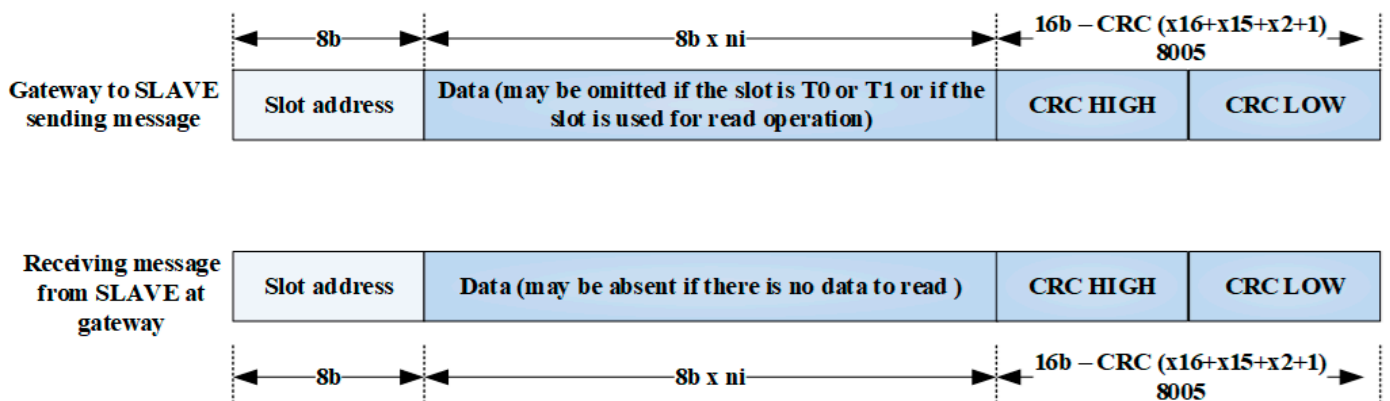 8b
8b x ni
16b – CRC (x16+x15+x2+1)
8005
Gateway to SLAVE
sending message
Slot address
Data (may be omitted if the slot is T0 or T1 or if the
slot is used for read operation)
CRC HIGH
CRC LOW
Receiving message
from SLAVE at
gateway
Slot address
Data (may be absent if there is no data to read )
CRC HIGH
CRC LOW
8b
8b x ni
16b – CRC (x16+x15+x2+1)
8005